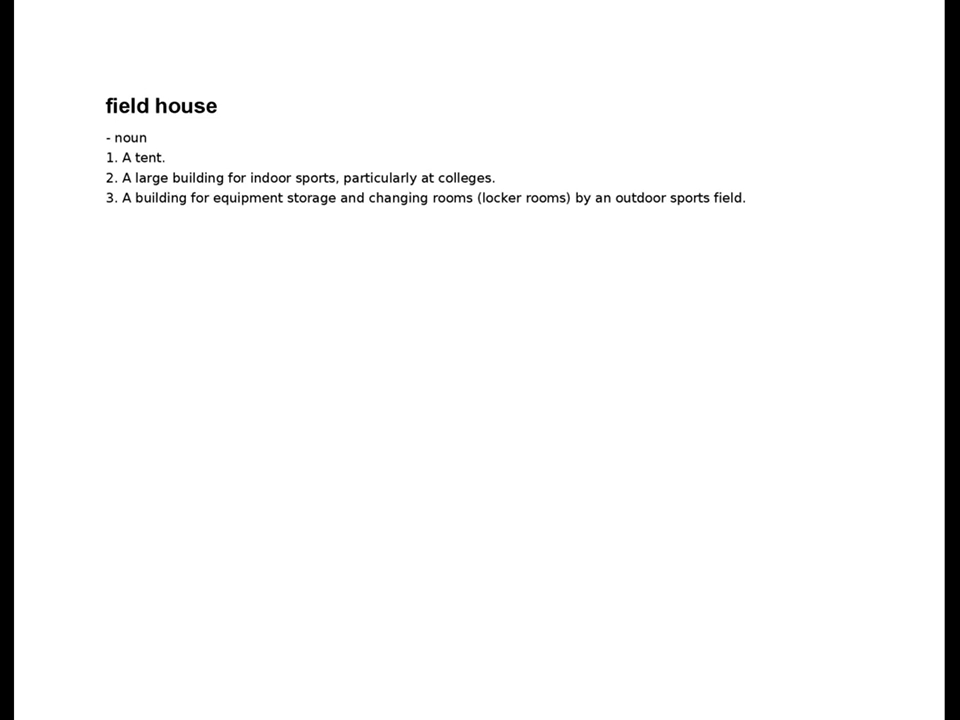 field house
- noun
1. A tent.
2. A large building for indoor sports, particularly at colleges.
3. A building for equipment storage and changing rooms (locker rooms) by an outdoor sports field.